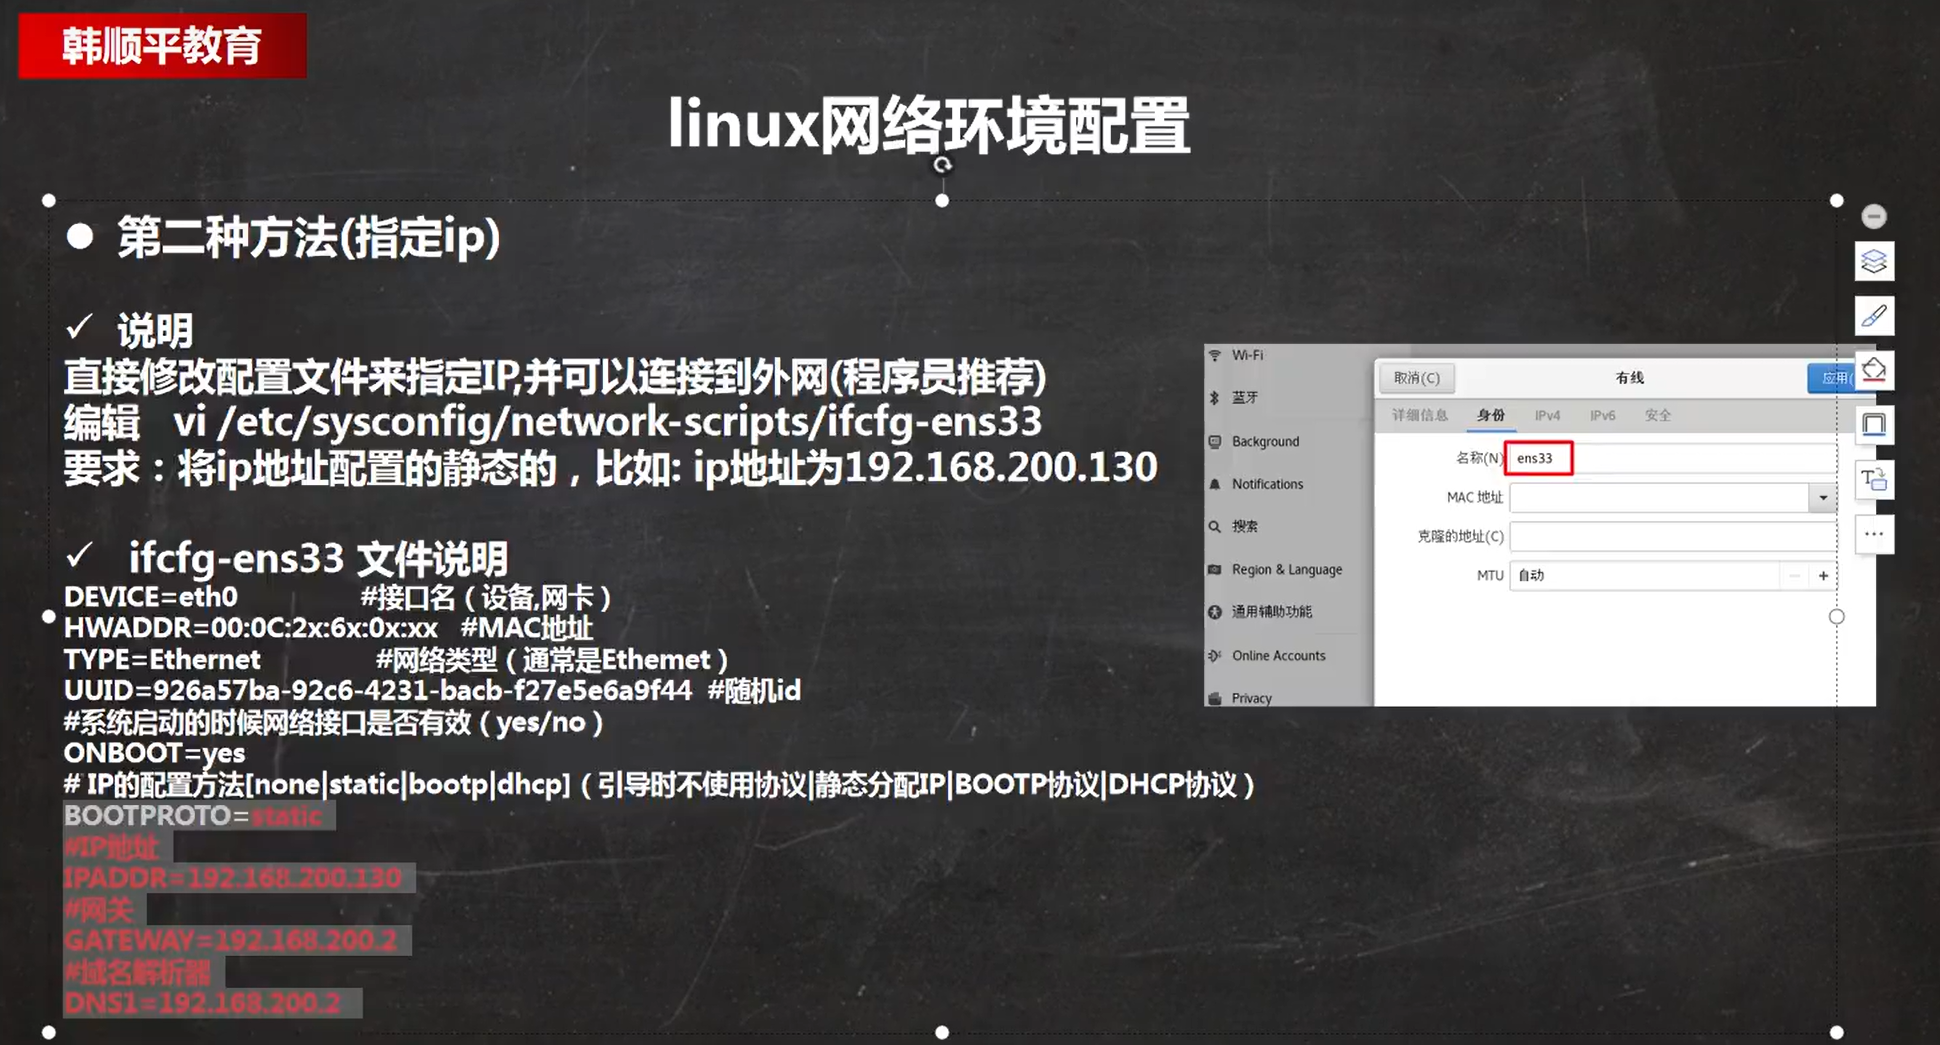 韩顺平教育
linux网络环境配置
● 第二种方法(指定ip)
✓ 说明
直接修改配置文件来指定IP,并可以连接到外网(程序员推荐)
编辑 vi /etc/sysconfig/network-scripts/ifcfg-ens33
要求：将ip地址配置的静态的，比如: ip地址为192.168.200.130
✓ ifcfg-ens33 文件说明
DEVICE=eth0 #接口名（设备,网卡）
HWADDR=00:0C:2x:6x:0x:xx #MAC地址
TYPE=Ethernet #网络类型（通常是Ethemet）
UUID=926a57ba-92c6-4231-bacb-f27e5e6a9f44 #随机id
#系统启动的时候网络接口是否有效（yes/no）
ONBOOT=yes
# IP的配置方法[none|static|bootp|dhcp]（引导时不使用协议|静态分配IP|BOOTP协议|DHCP协议）
BOOTPROTO=static
#IP地址
IPADDR=192.168.200.130
#网关
GATEWAY=192.168.200.2
#域名解析器
DNS1=192.168.200.2
Wi-Fi
蓝牙
Background
Notifications
搜索
Region & Language
通用辅助功能
Online Accounts
Privacy
取消(C) 有线 应用(
详细信息 身份 IPv4 IPv6 安全
名称(N) ens33
MAC 地址
克隆的地址(C)
MTU 自动 − +